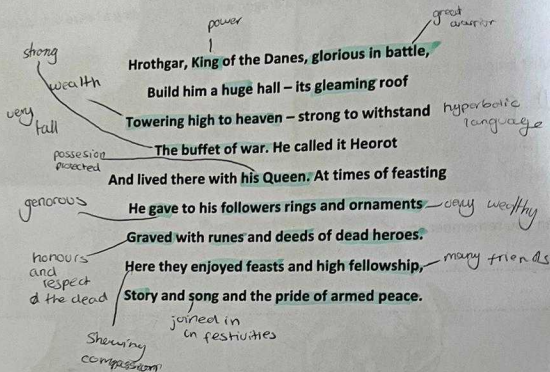 power
great
warrior
strong
Hrothgar, King of the Danes, glorious in battle,
wealth
Build him a huge hall – its gleaming roof
very
tall
Towering high to heaven – strong to withstand
hyperbolic
language
The buffet of war. He called it Heorot
possesion
protected
And lived there with his Queen. At times of feasting
genorous
He gave to his followers rings and ornaments
very wealthy
Graved with runes and deeds of dead heroes.
honours
and
respect
d the dead
Here they enjoyed feasts and high fellowship,
many friends
Story and song and the pride of armed peace.
joined in
in festivities
Showing
compassion